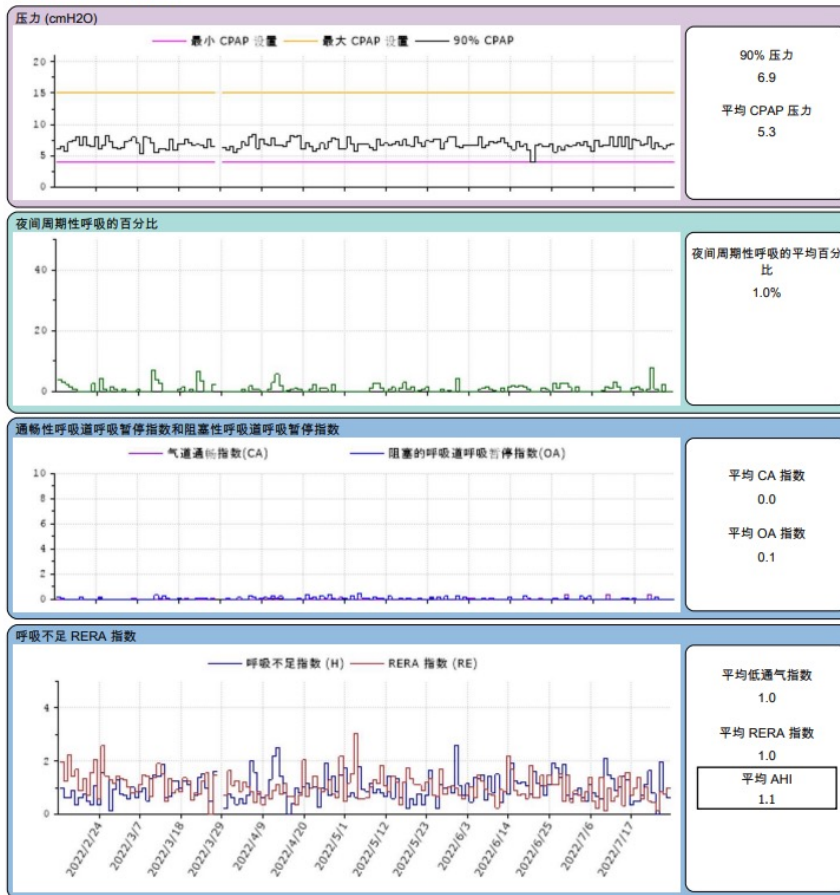 压力 (cmH2O)
最小 CPAP 设置 最大 CPAP 设置 90% CPAP
20
15
10
5
0
90% 压力
6.9
平均 CPAP 压力
5.3
夜间周期性呼吸的百分比
40
20
0
夜间周期性呼吸的平均百分
比
1.0%
通畅性呼吸道呼吸暂停指数和阻塞性呼吸道呼吸暂停指数
气道通畅指数(CA) 阻塞的呼吸道呼吸暂停指数(OA)
10
8
6
4
2
0
平均 CA 指数
0.0
平均 OA 指数
0.1
呼吸不足 RERA 指数
呼吸不足指数 (H) RERA 指数 (RE)
4
2
0
2022/2/24
2022/3/7
2022/3/18
2022/3/29
2022/4/9
2022/4/20
2022/5/1
2022/5/12
2022/5/23
2022/6/3
2022/6/14
2022/6/25
2022/7/6
2022/7/17
平均低通气指数
1.0
平均 RERA 指数
1.0
平均 AHI
1.1